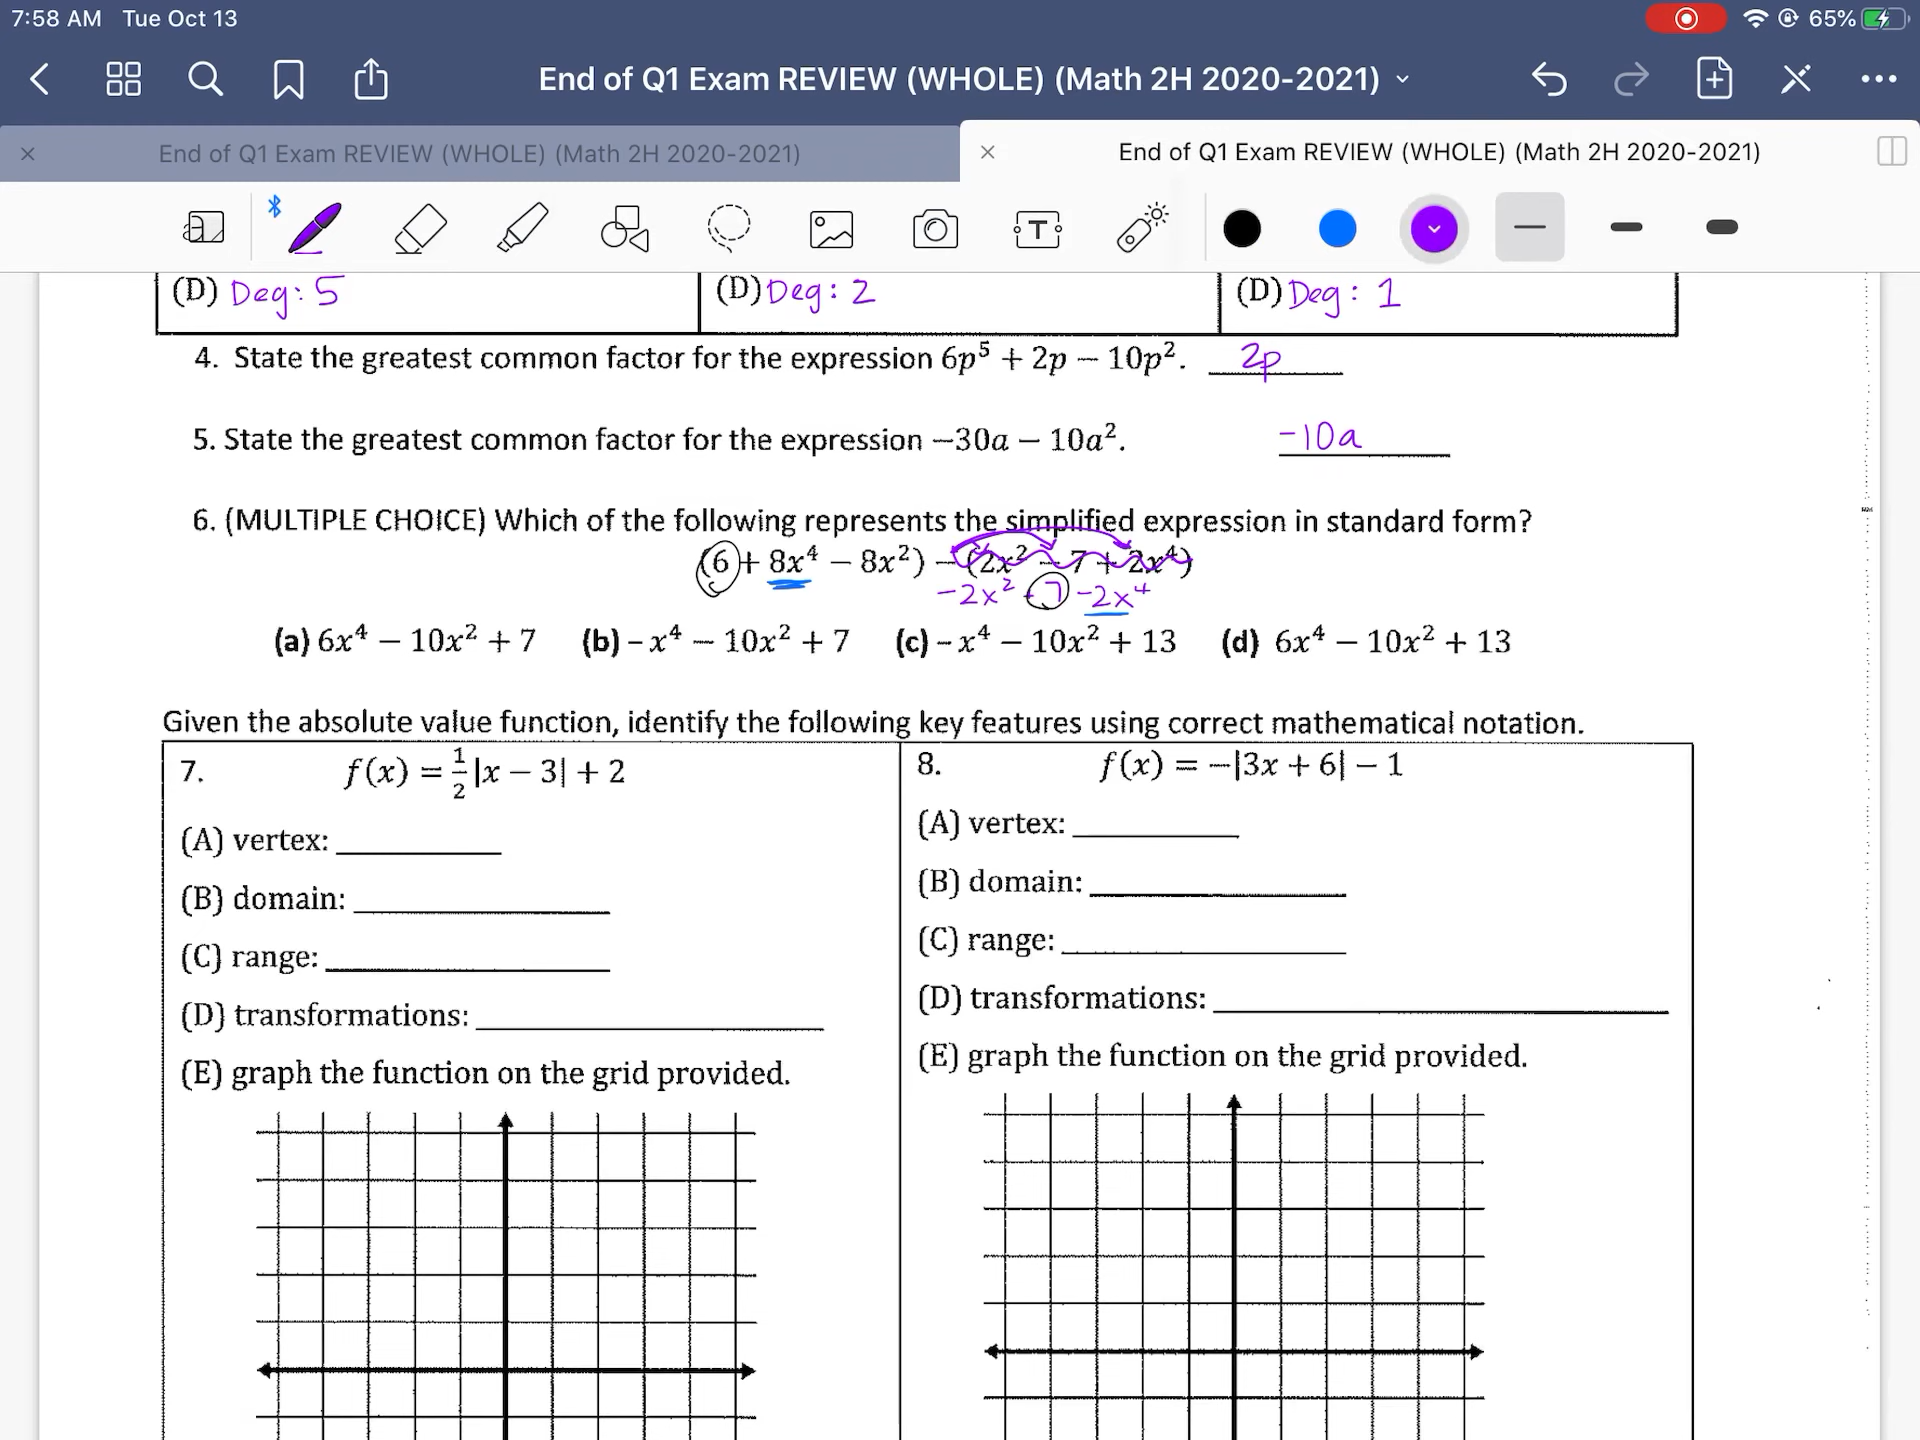 7:58 AM Tue Oct 13
65%
End of Q1 Exam REVIEW (WHOLE) (Math 2H 2020-2021)
End of Q1 Exam REVIEW (WHOLE) (Math 2H 2020-2021)
End of Q1 Exam REVIEW (WHOLE) (Math 2H 2020-2021)
T
(D) Deg: 5
(D) Deg: 2
(D) Deg: 1
4. State the greatest common factor for the expression 6p⁵ + 2p − 10p². 2p
5. State the greatest common factor for the expression −30a − 10a². -10a
6. (MULTIPLE CHOICE) Which of the following represents the simplified expression in standard form?
(6 + 8x⁴ − 8x²) − (2x² − 7 + 2x⁴)
-2x² + 7 -2x⁴
(a) 6x⁴ − 10x² + 7 (b) −x⁴ − 10x² + 7 (c) −x⁴ − 10x² + 13 (d) 6x⁴ − 10x² + 13
Given the absolute value function, identify the following key features using correct mathematical notation.
7. f(x) = ½|x − 3| + 2
(A) vertex:
(B) domain:
(C) range:
(D) transformations:
(E) graph the function on the grid provided.
8. f(x) = −|3x + 6| − 1
(A) vertex:
(B) domain:
(C) range:
(D) transformations:
(E) graph the function on the grid provided.